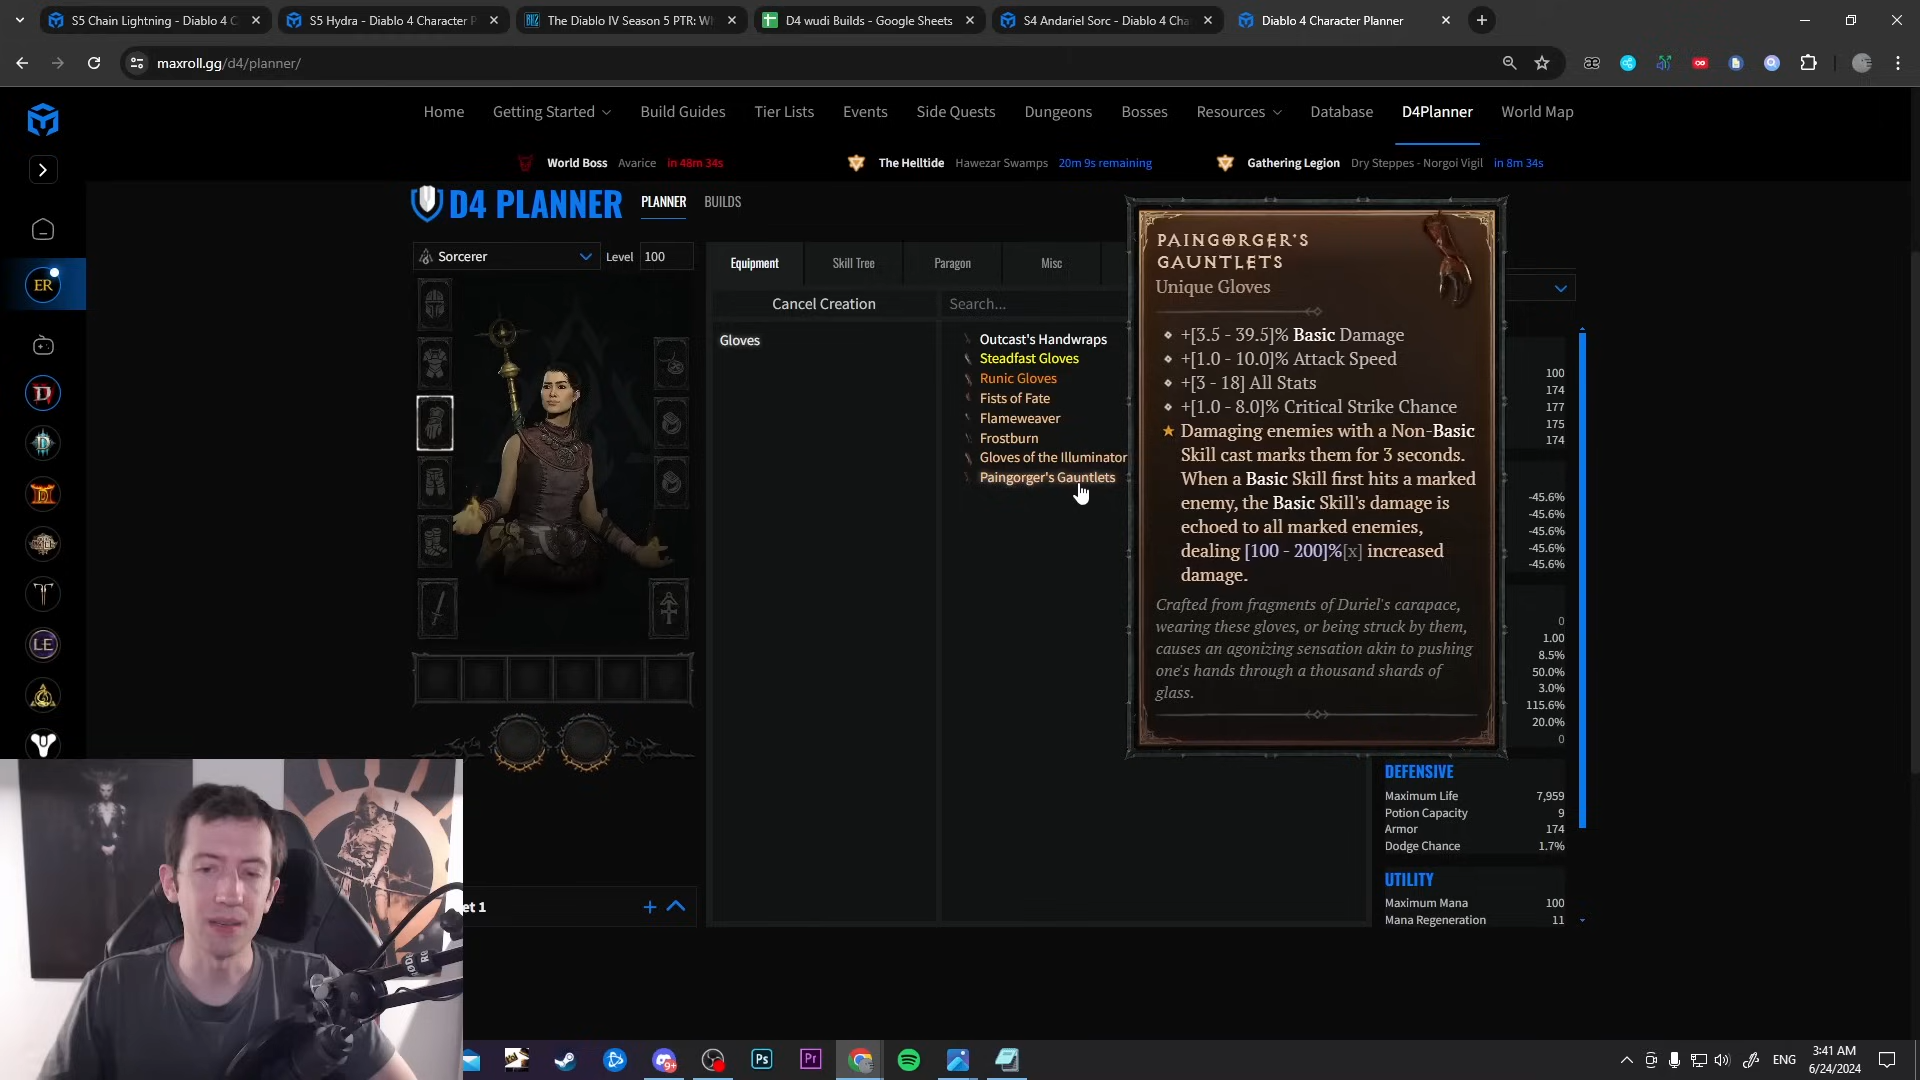 S5 Chain Lightning - Diablo 4 C
S5 Hydra - Diablo 4 Character P
The Diablo IV Season 5 PTR: W
D4 wudi Builds - Google Sheets
S4 Andariel Sorc - Diablo 4 Cha
Diablo 4 Character Planner
maxroll.gg/d4/planner/
Home
Getting Started
Build Guides
Tier Lists
Events
Side Quests
Dungeons
Bosses
Resources
Database
D4Planner
World Map
World Boss Avarice in 48m 34s
The Helltide Hawezar Swamps 20m 9s remaining
Gathering Legion Dry Steppes - Norgoi Vigil in 8m 34s
D4 PLANNER
PLANNER
BUILDS
Sorcerer
Level 100
Equipment
Skill Tree
Paragon
Misc
Cancel Creation
Search...
Gloves
Outcast's Handwraps
Steadfast Gloves
Runic Gloves
Fists of Fate
Flameweaver
Frostburn
Gloves of the Illuminator
Paingorger's Gauntlets
PAINGORGER'S
GAUNTLETS
Unique Gloves
+[3.5 - 39.5]% Basic Damage
+[1.0 - 10.0]% Attack Speed
+[3 - 18] All Stats
+[1.0 - 8.0]% Critical Strike Chance
Damaging enemies with a Non-Basic
Skill cast marks them for 3 seconds.
When a Basic Skill first hits a marked
enemy, the Basic Skill's damage is
echoed to all marked enemies,
dealing [100 - 200]%[x] increased
damage.
Crafted from fragments of Duriel's carapace,
wearing these gloves, or being struck by them,
causes an agonizing sensation akin to pushing
one's hands through a thousand shards of
glass.
100
174
177
175
174
-45.6%
-45.6%
-45.6%
-45.6%
-45.6%
0
1.00
8.5%
50.0%
3.0%
115.6%
20.0%
0
DEFENSIVE
Maximum Life 7,959
Potion Capacity 9
Armor 174
Dodge Chance 1.7%
UTILITY
Maximum Mana 100
Mana Regeneration 11
et 1
ER
LE
Ps
Pr
9+
ENG
3:41 AM
6/24/2024